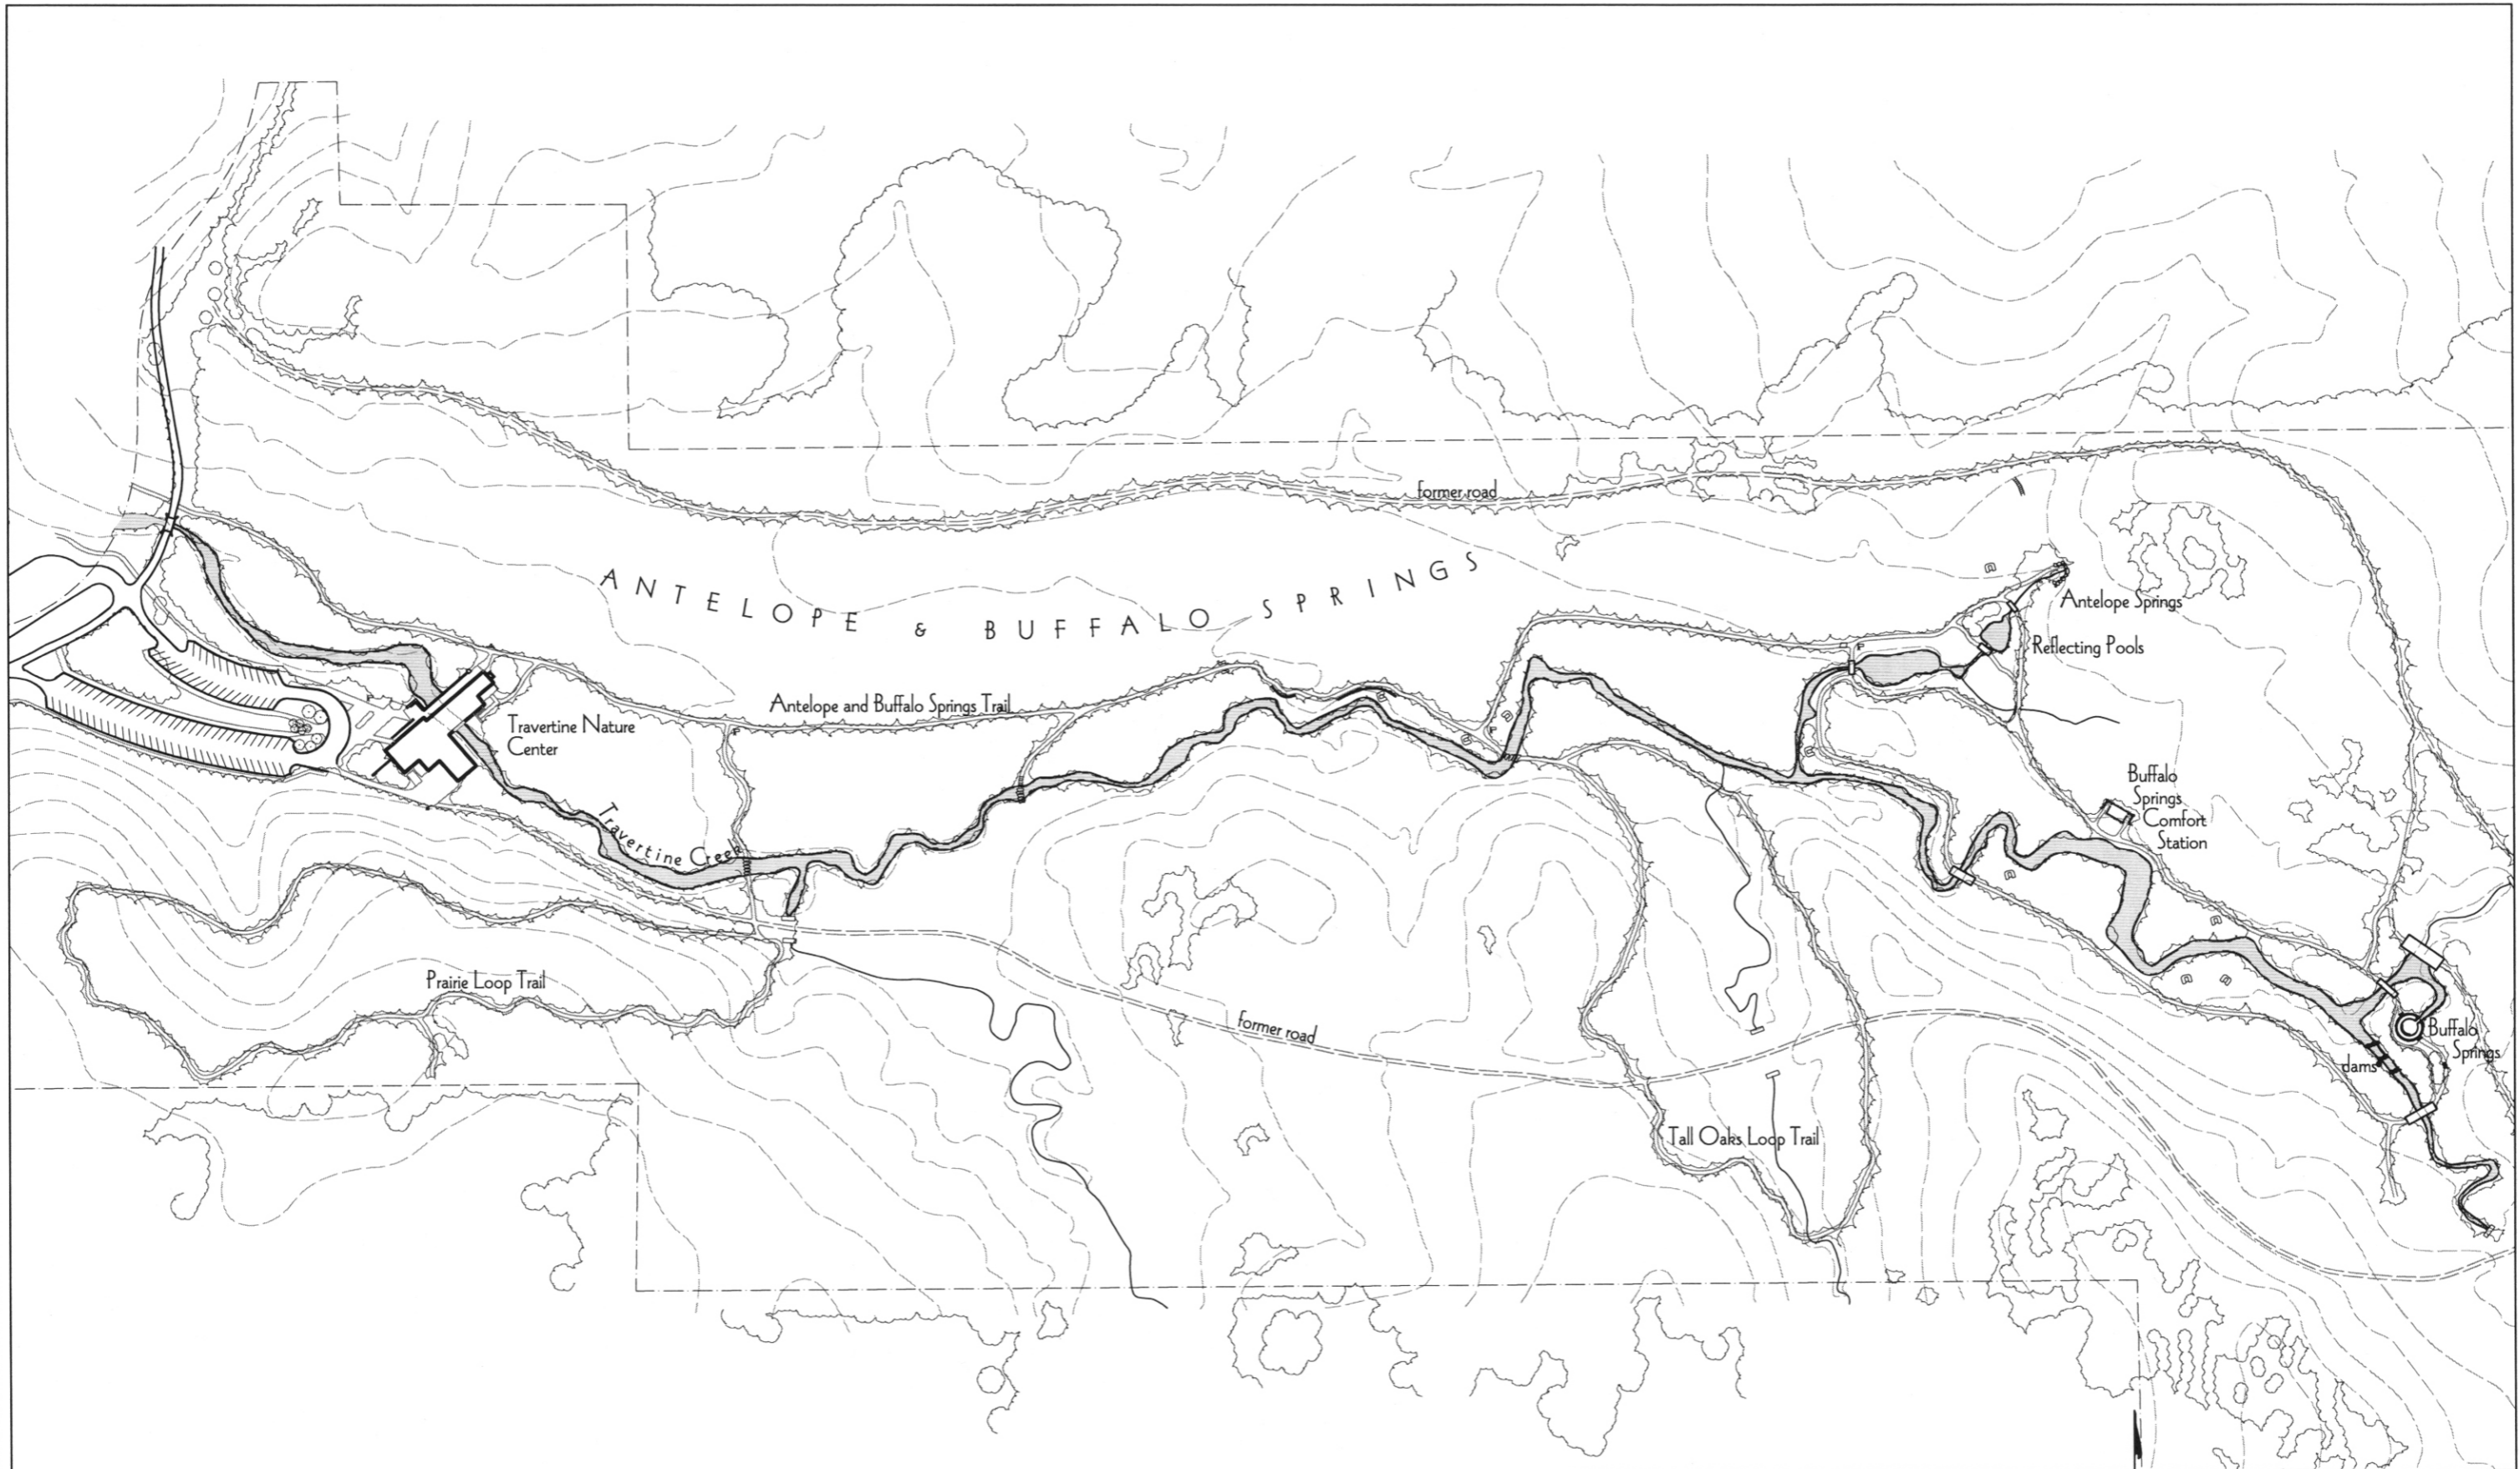 former road
ANTELOPE & BUFFALO SPRINGS
Antelope Springs
Reflecting Pools
Antelope and Buffalo Springs Trail
Travertine Nature
Center
Buffalo
Springs
Comfort
Station
Travertine Creek
Prairie Loop Trail
former road
Buffalo
Springs
dams
Tall Oaks Loop Trail